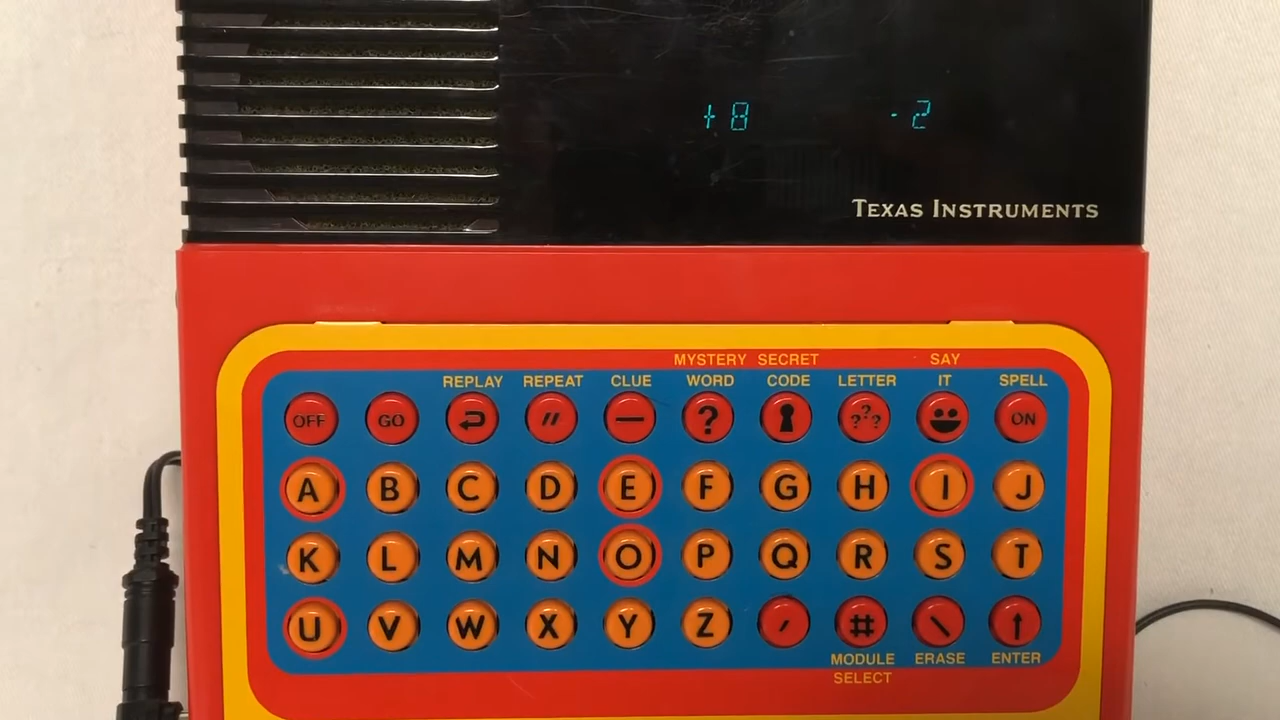 +8 -2
TEXAS INSTRUMENTS
MYSTERY SECRET SAY
REPLAY REPEAT CLUE WORD CODE LETTER IT SPELL
OFF GO // — ? ??? ON
A B C D E F G H I J
K L M N O P Q R S T
U V W X Y Z ' # \ ↑
MODULE ERASE ENTER
SELECT